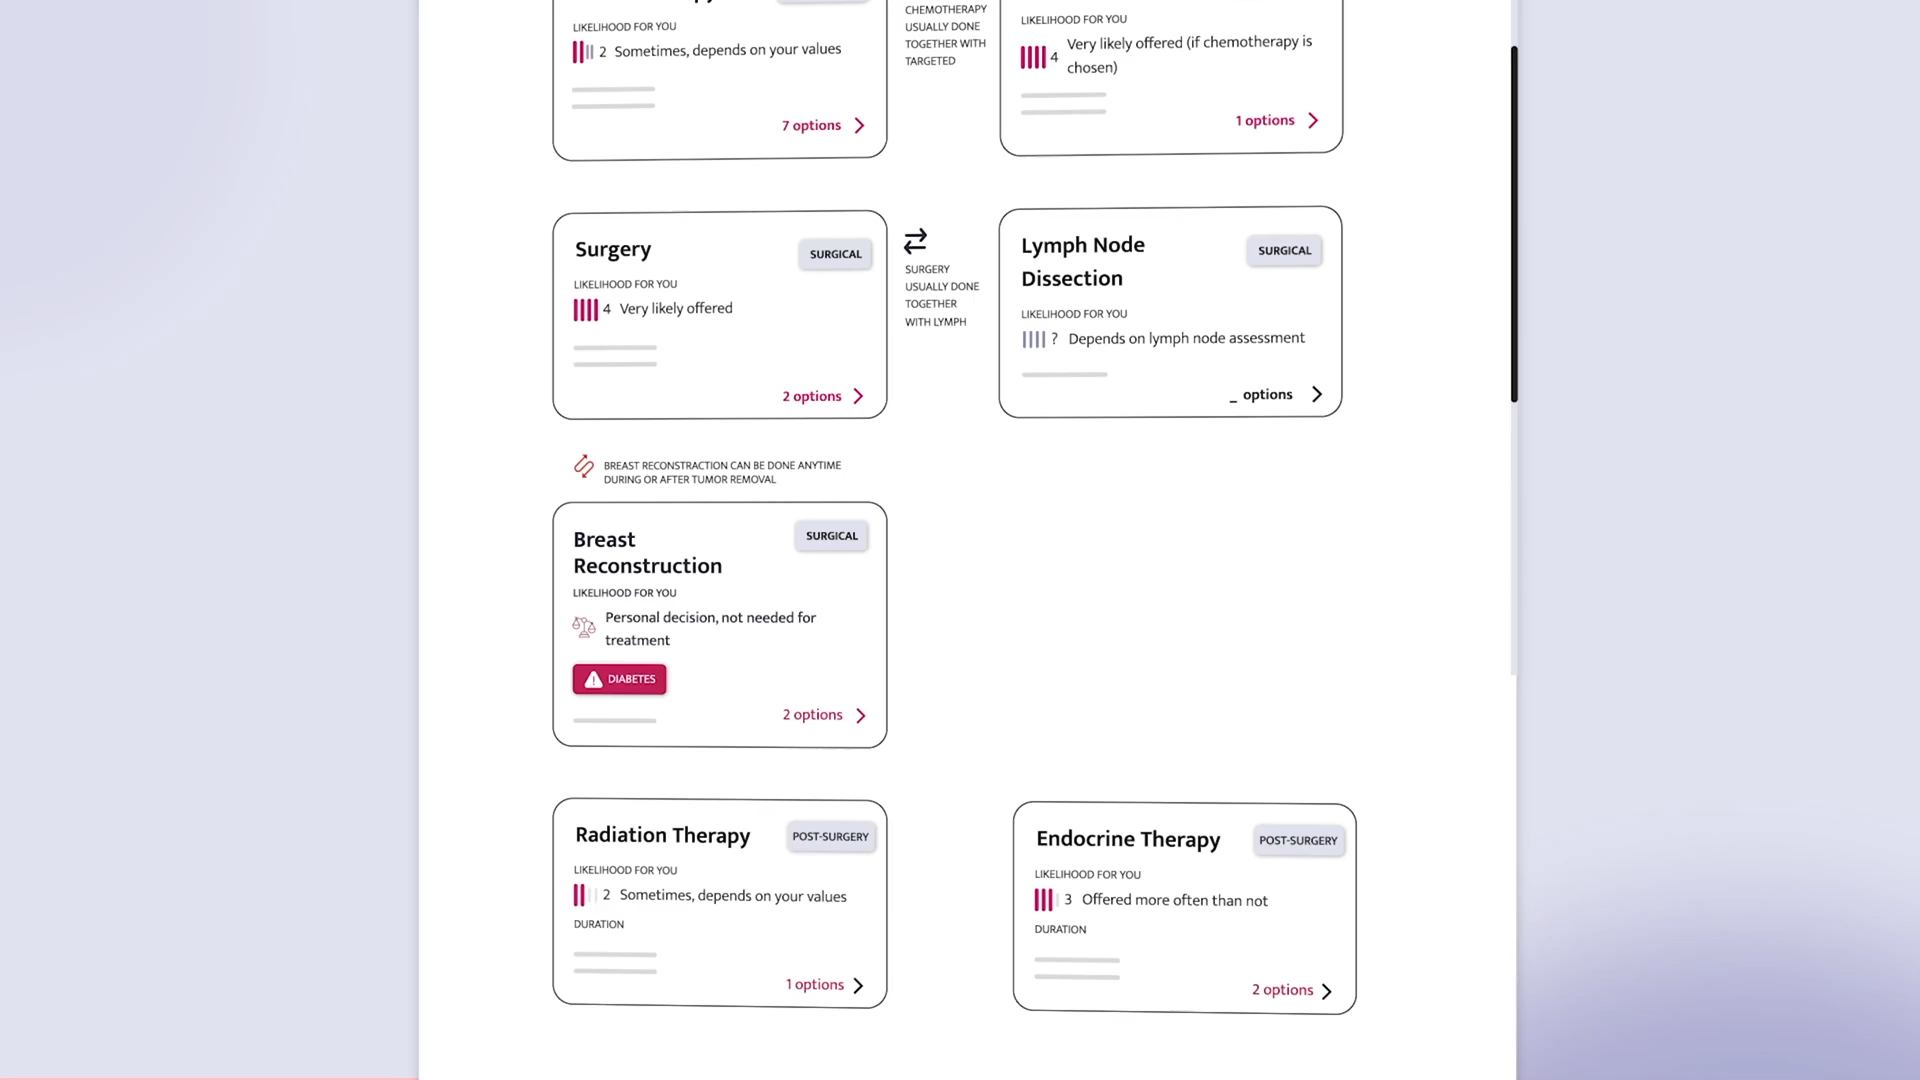 LIKELIHOOD FOR YOU
2 Sometimes, depends on your values
7 options
CHEMOTHERAPY
USUALLY DONE
TOGETHER WITH
TARGETED
LIKELIHOOD FOR YOU
4 Very likely offered (if chemotherapy is
chosen)
1 options
Surgery
SURGICAL
LIKELIHOOD FOR YOU
4 Very likely offered
2 options
SURGERY
USUALLY DONE
TOGETHER
WITH LYMPH
Lymph Node
Dissection
SURGICAL
LIKELIHOOD FOR YOU
? Depends on lymph node assessment
_ options
BREAST RECONSTRACTION CAN BE DONE ANYTIME
DURING OR AFTER TUMOR REMOVAL
Breast
Reconstruction
SURGICAL
LIKELIHOOD FOR YOU
Personal decision, not needed for
treatment
DIABETES
2 options
Radiation Therapy
POST-SURGERY
LIKELIHOOD FOR YOU
2 Sometimes, depends on your values
DURATION
1 options
Endocrine Therapy
POST-SURGERY
LIKELIHOOD FOR YOU
3 Offered more often than not
DURATION
2 options